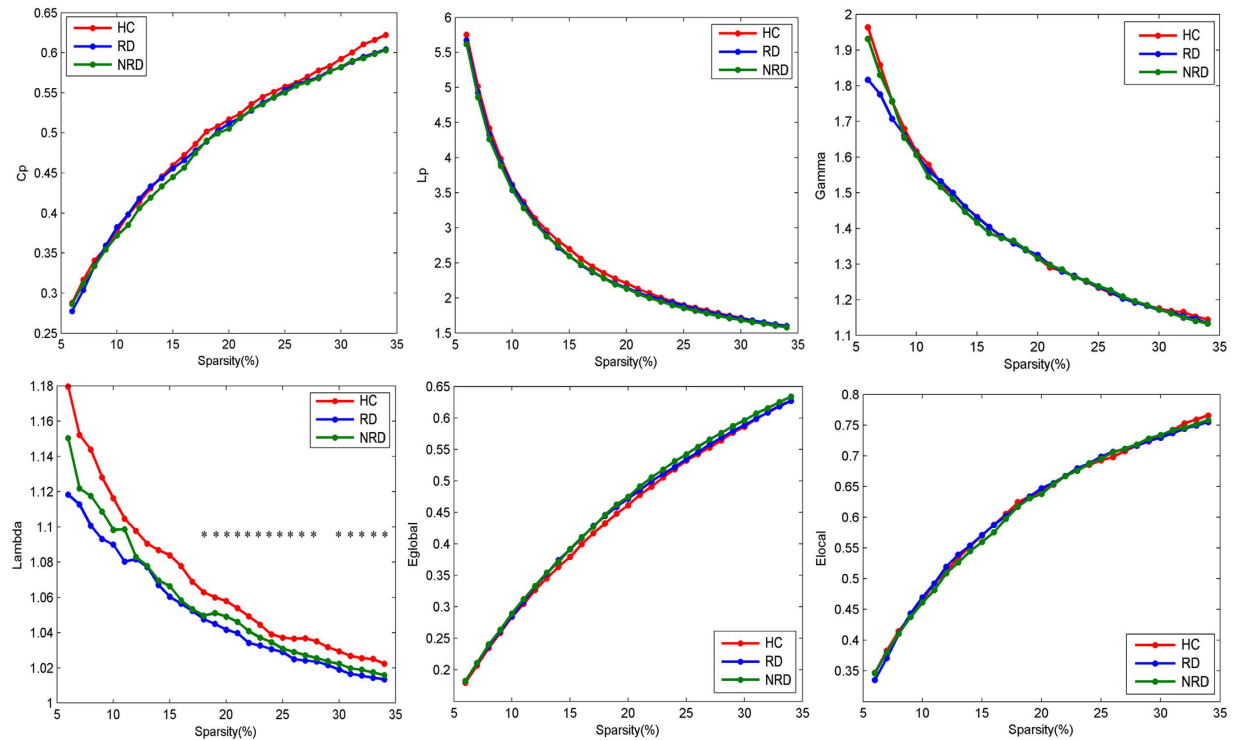 HC
RD
NRD
Cp
0.65
0.6
0.55
0.5
0.45
0.4
0.35
0.3
0.25
5 10 15 20 25 30 35
Sparsity(%)
HC
RD
NRD
Lp
6
5.5
5
4.5
4
3.5
3
2.5
2
1.5
5 10 15 20 25 30 35
Sparsity(%)
HC
RD
NRD
Gamma
2
1.9
1.8
1.7
1.6
1.5
1.4
1.3
1.2
1.1
5 10 15 20 25 30 35
Sparsity(%)
HC
RD
NRD
Lambda
1.18
1.16
1.14
1.12
1.1
1.08
1.06
1.04
1.02
1
* * * * * * * * * * * * * * * *
5 10 15 20 25 30 35
Sparsity(%)
Eglobal
0.65
0.6
0.55
0.5
0.45
0.4
0.35
0.3
0.25
0.2
HC
RD
NRD
5 10 15 20 25 30 35
Sparsity(%)
Elocal
0.8
0.75
0.7
0.65
0.6
0.55
0.5
0.45
0.4
0.35
HC
RD
NRD
5 10 15 20 25 30 35
Sparsity(%)